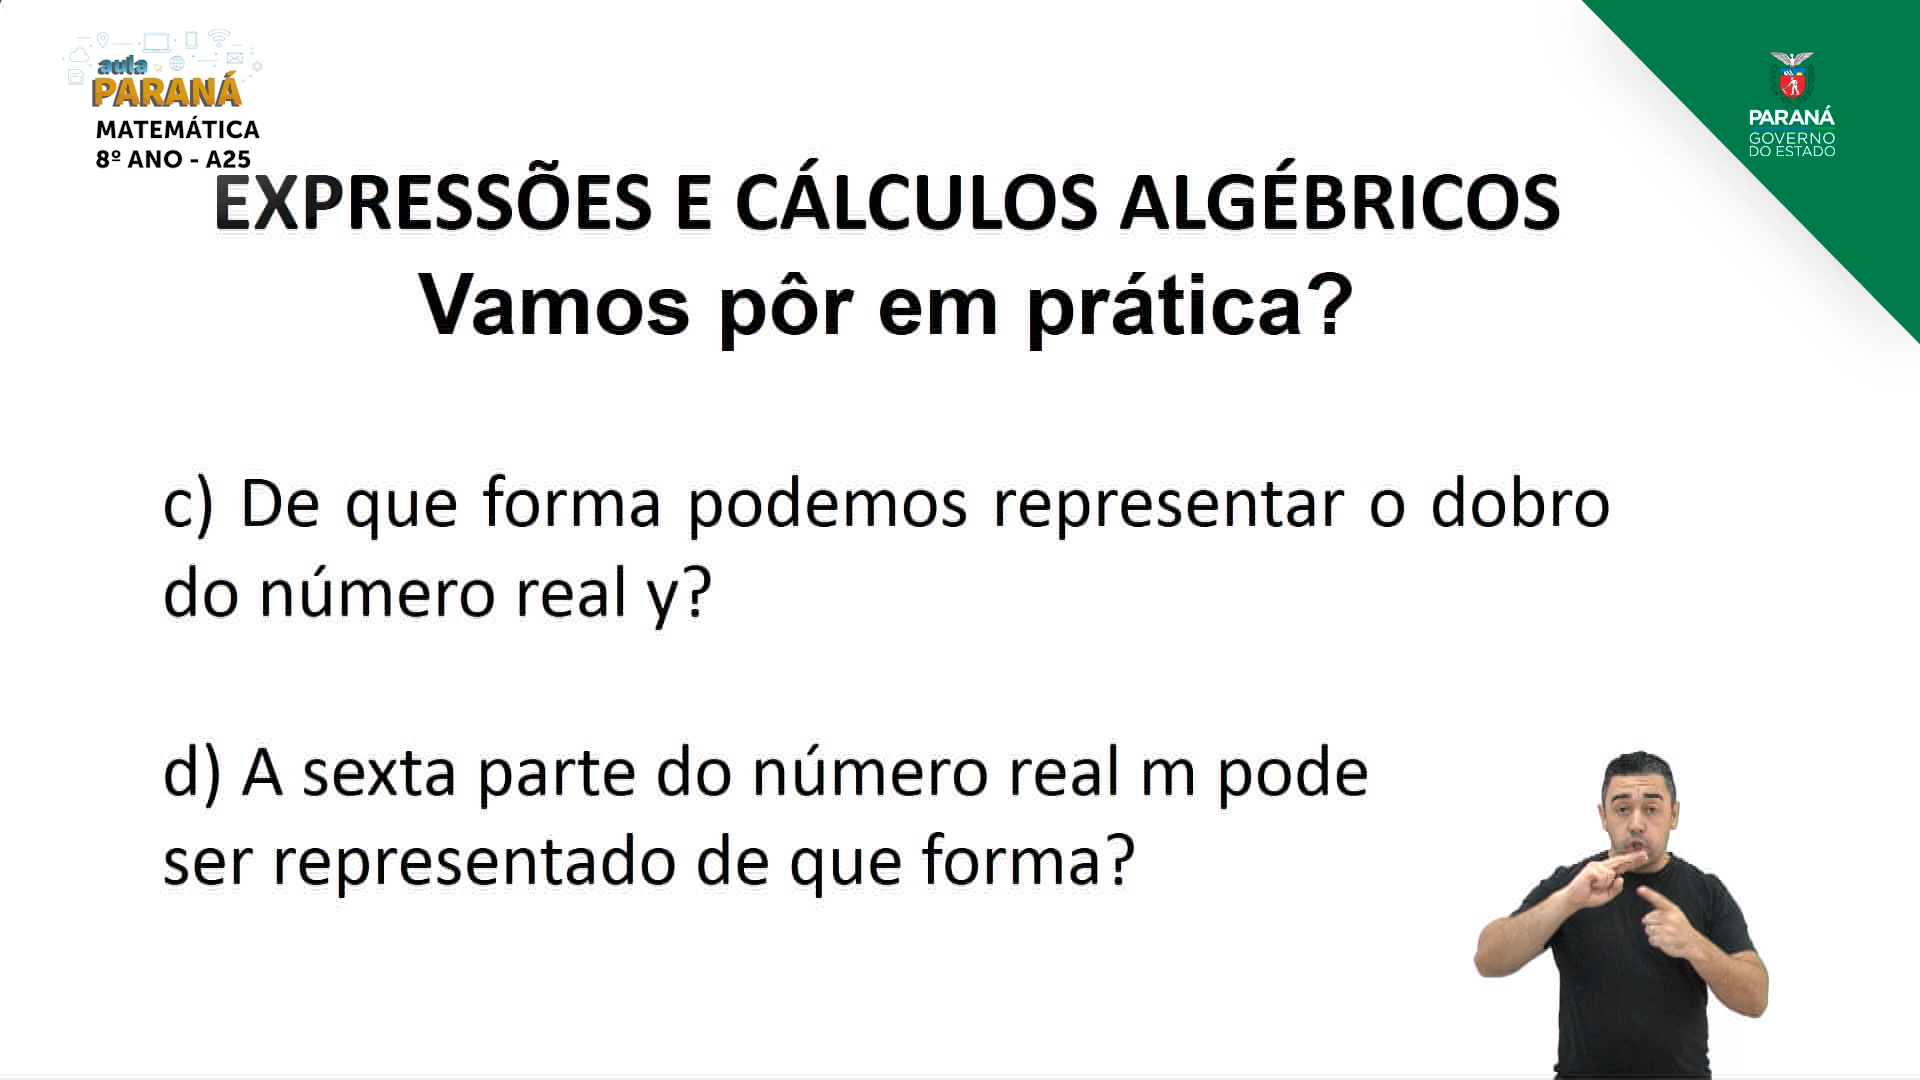 aula
PARANÁ
MATEMÁTICA
8º ANO - A25
PARANÁ
GOVERNO
DO ESTADO
EXPRESSÕES E CÁLCULOS ALGÉBRICOS
Vamos pôr em prática?
c) De que forma podemos representar o dobro
do número real y?
d) A sexta parte do número real m pode
ser representado de que forma?